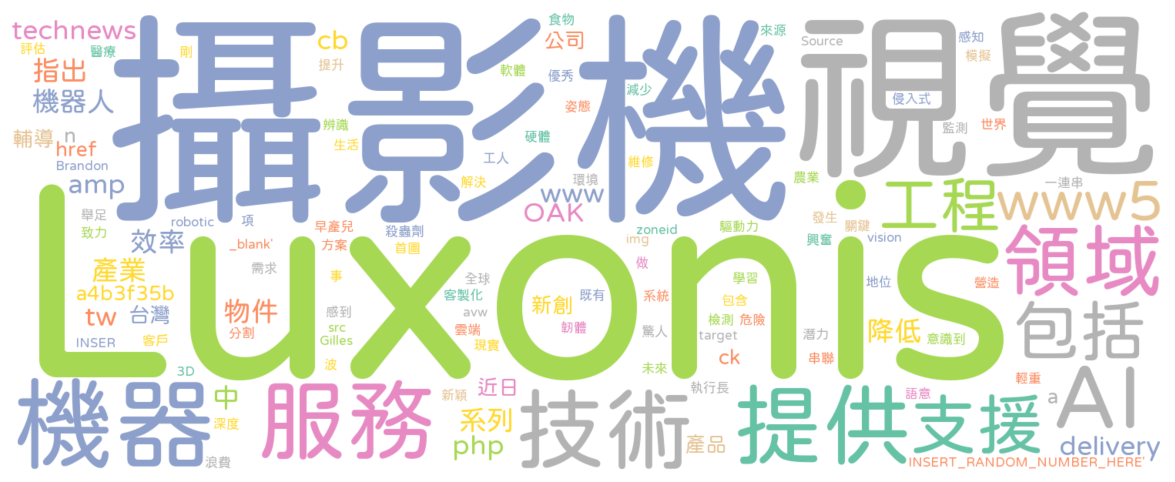 technews
評估
醫療
剛
指出
機器人
輔導
n
href
Brandon
amp
攝影機
cb
提升
食物
公司
軟體
優秀
減少
姿態
來源
Source
感知
模擬
視覺
侵入式
監測
世界
辨識
生活
工人
硬體
維修
解決
環境
www
農業
一連串
OAK
工程
www5
舉足
致力
robotic
項
早產兒
殺蟲劑
zoneid
驅動力
發生
關鍵
效率
_blank'
方案
首圈
img
興奮
vision
領域
產業
需求
事
全球
做
學習
地位
營造
Luxonis
a4b3f35b
物件
感到
客製化
新創
既有
系統
包含
包括
tw
台灣
src
avw
雲端
韌體
驚人
檢測
危險
潛力
降低
意識到
INSER
客戶
分割
Gilles
現實
target
波
未來
ck
串聯
3D
輕重
機器
中
深度
浪費
服務
新穎
近日
系列
php
技術
執行長
產品
提供
語意
支援
a
AI
delivery
INSERT_RANDOM_NUMBER_HERE'